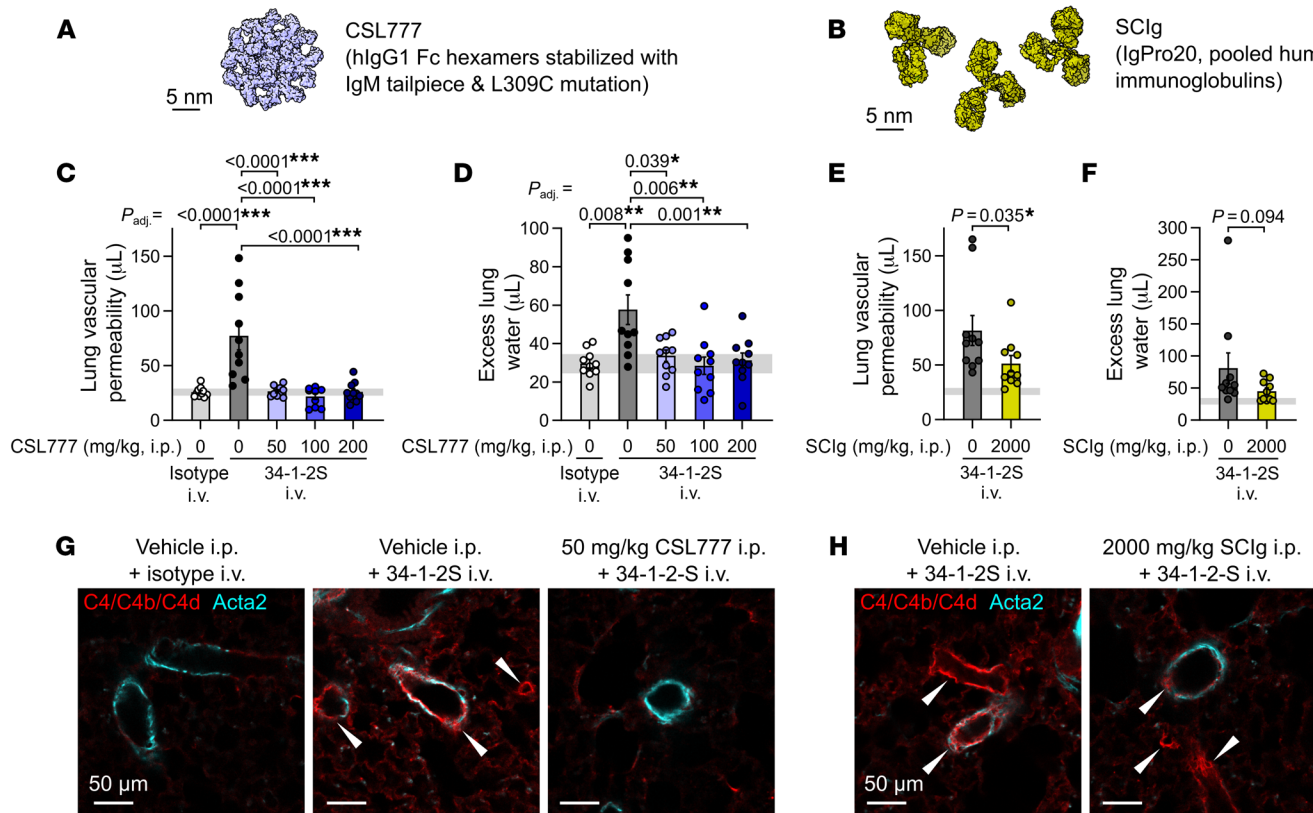 A
CSL777
(hIgG1 Fc hexamers stabilized with
IgM tailpiece & L309C mutation)
5 nm
B
SCIg
(IgPro20, pooled hum
immunoglobulins)
5 nm
C
<0.0001***
<0.0001***
Padj.= <0.0001***
<0.0001***
Lung vascular
permeability (µL)
150
100
50
0
CSL777 (mg/kg, i.p.) 0 0 50 100 200
Isotype
i.v.
34-1-2S
i.v.
D
0.039*
0.006**
Padj.=
0.008** 0.001**
Excess lung
water (µL)
100
80
60
40
20
0
CSL777 (mg/kg, i.p.) 0 0 50 100 200
Isotype
i.v.
34-1-2S
i.v.
E
P=0.035*
Lung vascular
permeability (µL)
150
100
50
0
SCIg (mg/kg, i.p.) 0 2000
34-1-2S
i.v.
F
P=0.094
Excess lung
water (µL)
300
250
200
150
100
50
0
SCIg (mg/kg, i.p.) 0 2000
34-1-2S
i.v.
G
Vehicle i.p.
+ isotype i.v.
Vehicle i.p.
+ 34-1-2S i.v.
50 mg/kg CSL777 i.p.
+ 34-1-2-S i.v.
C4/C4b/C4d Acta2
50 µm
H
Vehicle i.p.
+ 34-1-2S i.v.
2000 mg/kg SCIg i.p.
+ 34-1-2-S i.v.
C4/C4b/C4d Acta2
50 µm